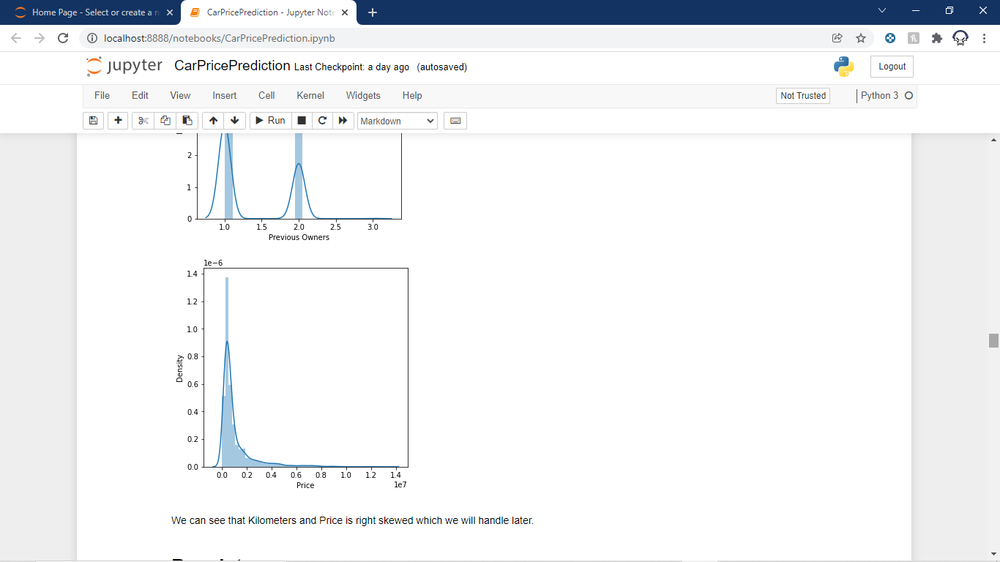 Home Page - Select or create a n
CarPricePrediction - Jupyter Note
localhost:8888/notebooks/CarPricePrediction.ipynb
jupyter CarPricePrediction Last Checkpoint: a day ago (autosaved)
Logout
File Edit View Insert Cell Kernel Widgets Help
Not Trusted Python 3
Run Markdown
2
1
0
1.0 1.5 2.0 2.5 3.0
Previous Owners
1e−6
1.4
1.2
1.0
0.8
0.6
0.4
0.2
0.0
Density
0.0 0.2 0.4 0.6 0.8 1.0 1.2 1.4
Price
1e7
We can see that Kilometers and Price is right skewed which we will handle later.